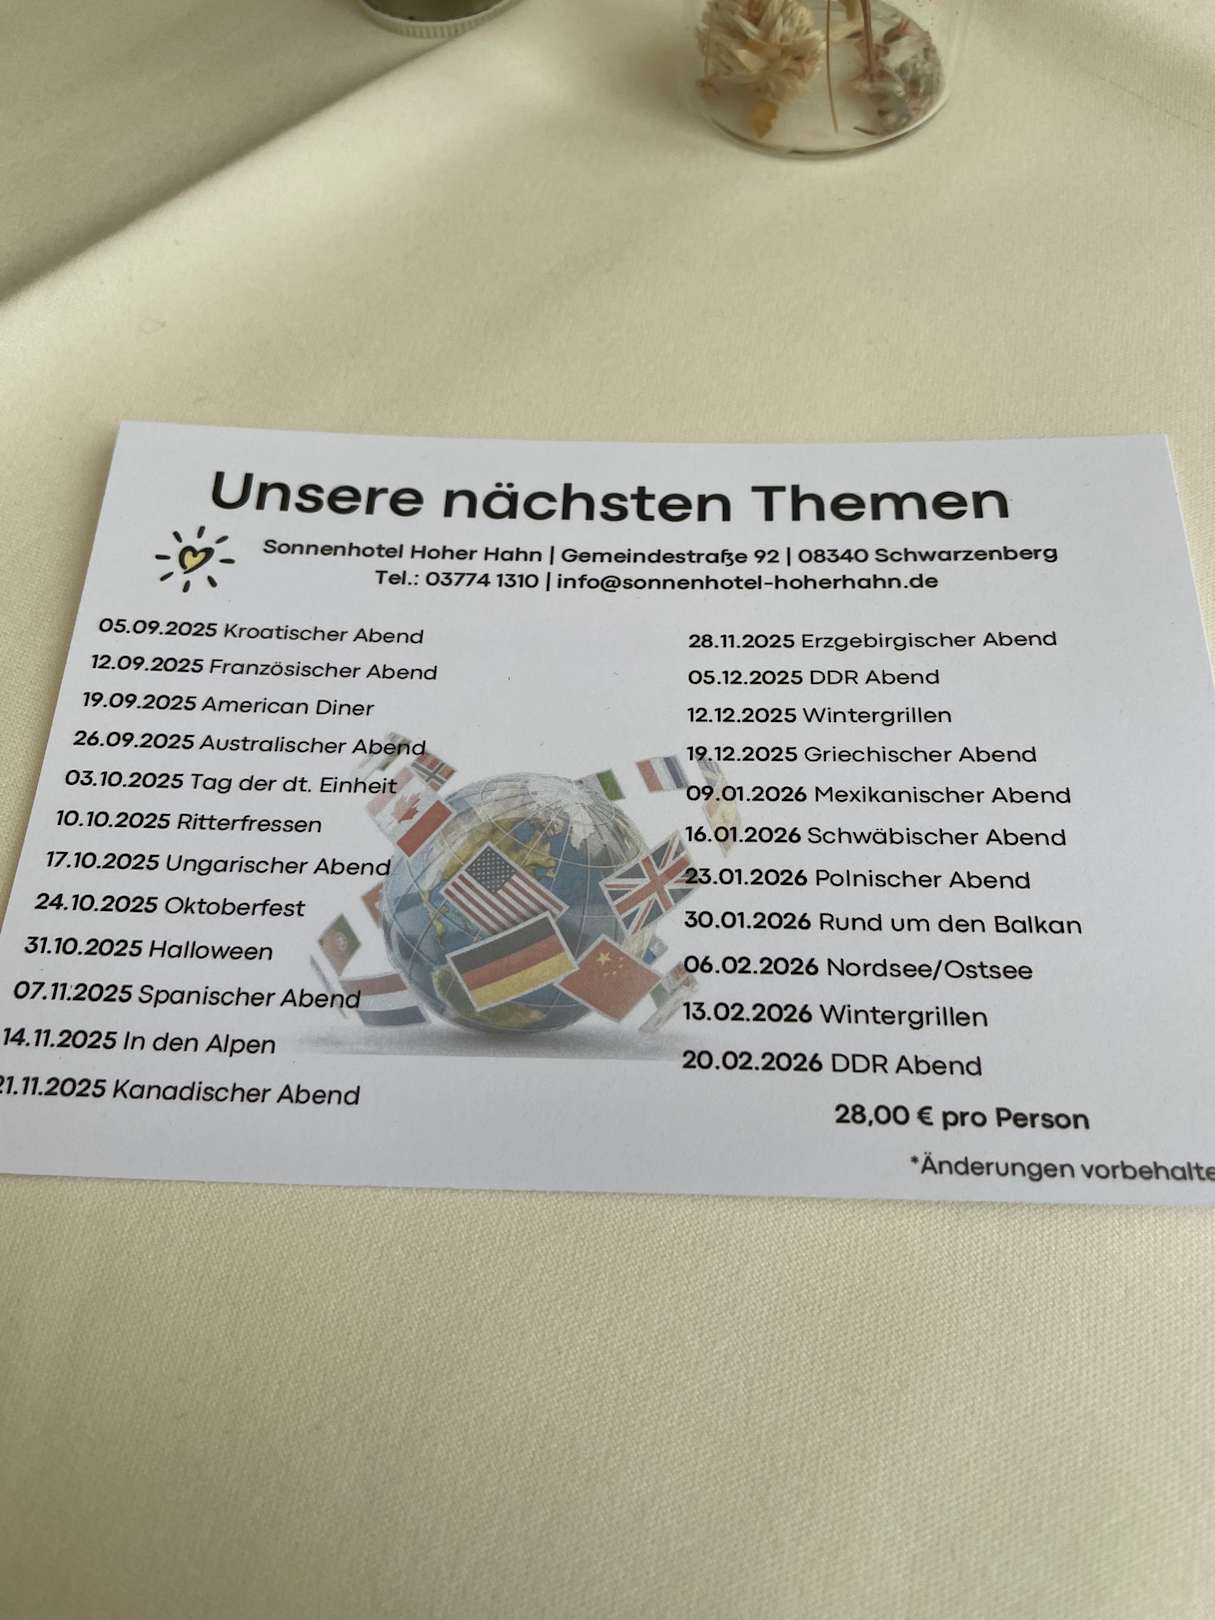 Unsere nächsten Themen
Sonnenhotel Hoher Hahn | Gemeindestraße 92 | 08340 Schwarzenberg
Tel.: 03774 1310 | info@sonnenhotel-hoherhahn.de
05.09.2025 Kroatischer Abend
12.09.2025 Französischer Abend
19.09.2025 American Diner
26.09.2025 Australischer Abend
03.10.2025 Tag der dt. Einheit
10.10.2025 Ritterfressen
17.10.2025 Ungarischer Abend
24.10.2025 Oktoberfest
31.10.2025 Halloween
07.11.2025 Spanischer Abend
14.11.2025 In den Alpen
21.11.2025 Kanadischer Abend
28.11.2025 Erzgebirgischer Abend
05.12.2025 DDR Abend
12.12.2025 Wintergrillen
19.12.2025 Griechischer Abend
09.01.2026 Mexikanischer Abend
16.01.2026 Schwäbischer Abend
23.01.2026 Polnischer Abend
30.01.2026 Rund um den Balkan
06.02.2026 Nordsee/Ostsee
13.02.2026 Wintergrillen
20.02.2026 DDR Abend
28,00 € pro Person
*Änderungen vorbehalte